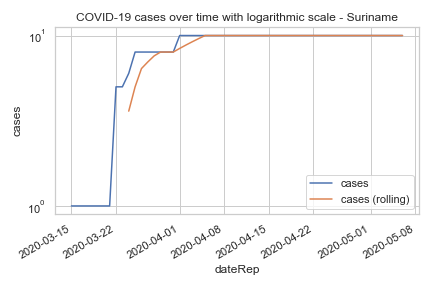 COVID-19 cases over time with logarithmic scale - Suriname
10¹
10⁰
cases
cases
cases (rolling)
2020-03-15
2020-03-22
2020-04-01
2020-04-08
2020-04-15
2020-04-22
2020-05-01
2020-05-08
dateRep